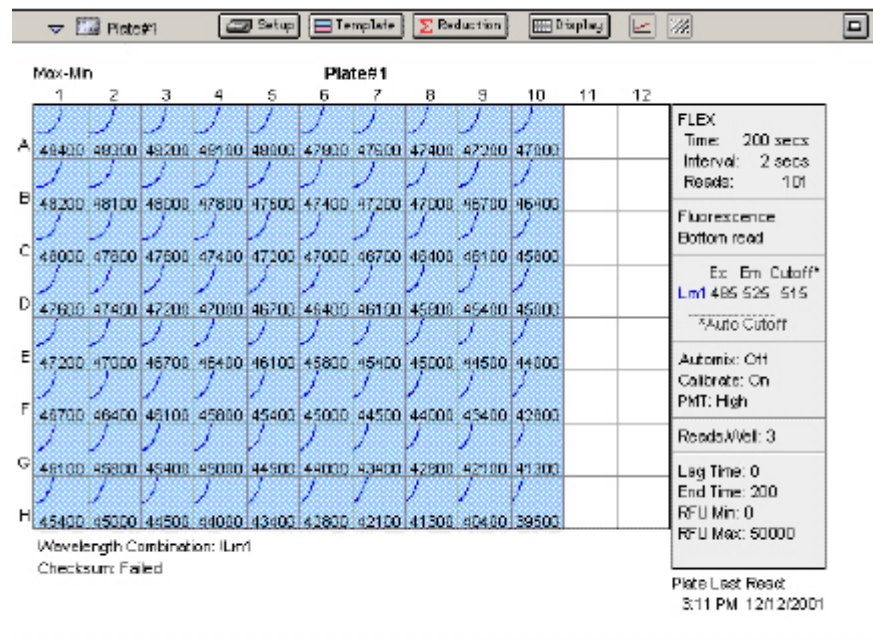 Plate#1 Setup Template Reduction Display
Max-Min Plate#1
1 2 3 4 5 6 7 8 9 10 11 12
A 48400 48300 48200 48100 48000 47800 47600 47400 47200 47000
B 48200 48100 48000 47800 47600 47400 47200 47000 46700 46400
C 48000 47800 47600 47400 47200 47000 46700 46400 46100 45800
D 47600 47400 47200 47000 46700 46400 46100 45800 45400 45000
E 47200 47000 46700 46400 46100 45800 45400 45000 44500 44000
F 46700 46400 46100 45800 45400 45000 44500 44000 43400 42800
G 46100 45800 45400 45000 44500 44000 43400 42800 42100 41300
H 45400 45000 44500 44000 43400 42800 42100 41300 40400 39500
Wavelength Combination: !Lm1
Checksum: Failed
FLEX
Time: 200 secs
Interval: 2 secs
Reads: 101
Fluorescence
Bottom read
Ex Em Cutoff*
Lm1 485 525 515
*Auto Cutoff
Automix: Off
Calibrate: On
PMT: High
Reads/Well: 3
Lag Time: 0
End Time: 200
RFU Min: 0
RFU Max: 50000
Plate Last Read:
3:11 PM 12/12/2001